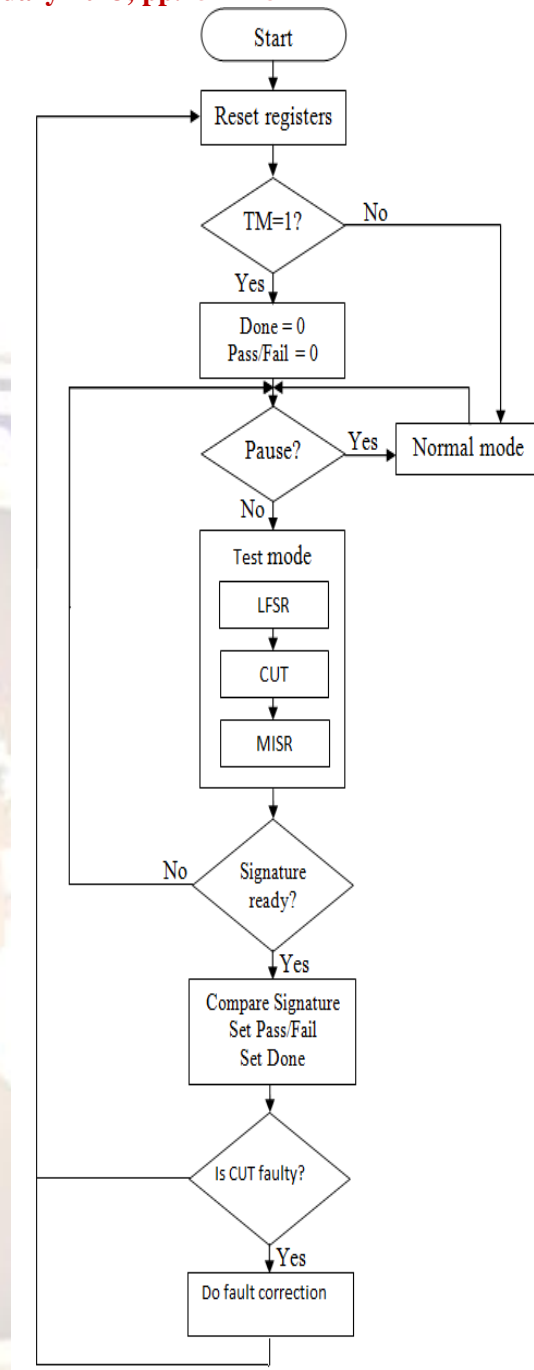 Start
Reset registers
TM=1?
No
Yes
Done = 0
Pass/Fail = 0
Pause?
Yes
Normal mode
No
Test mode
LFSR
CUT
MISR
No
Signature
ready?
Yes
Compare Signature
Set Pass/Fail
Set Done
Is CUT faulty?
Yes
Do fault correction